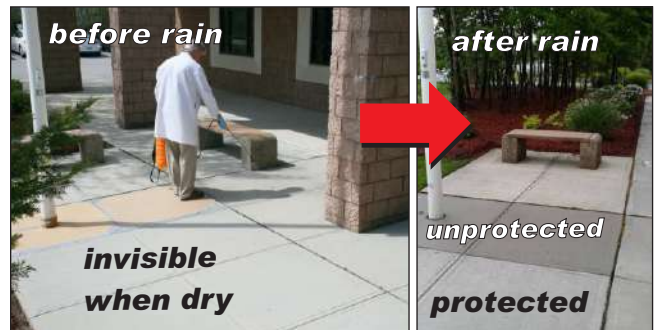 before rain
invisible
when dry
after rain
unprotected
protected